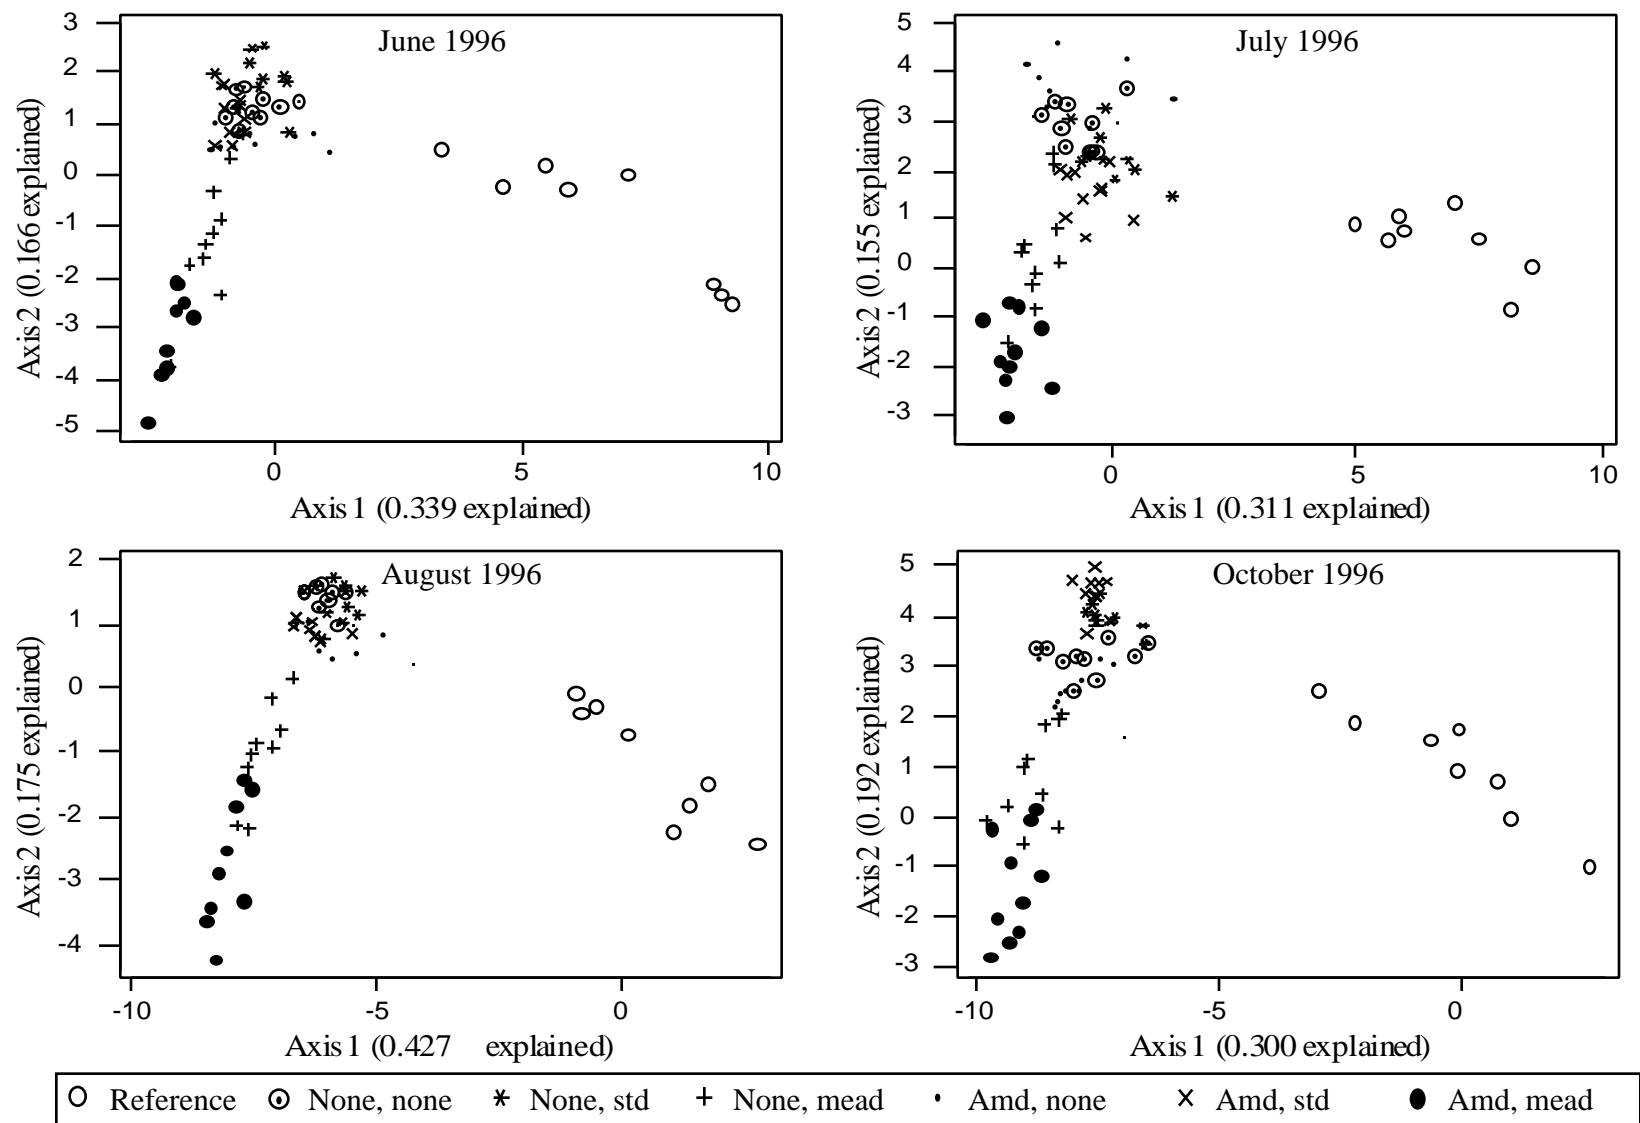 June 1996
3
2
1
0
-1
-2
-3
-4
-5
Axis 2 (0.166 explained)
0 5 10
Axis 1 (0.339 explained)
July 1996
5
4
3
2
1
0
-1
-2
-3
Axis 2 (0.155 explained)
0 5 10
Axis 1 (0.311 explained)
August 1996
2
1
0
-1
-2
-3
-4
Axis 2 (0.175 explained)
-10 -5 0
Axis 1 (0.427 explained)
October 1996
5
4
3
2
1
0
-1
-2
-3
Axis 2 (0.192 explained)
-10 -5 0
Axis 1 (0.300 explained)
Reference None, none None, std None, mead Amd, none Amd, std Amd, mead